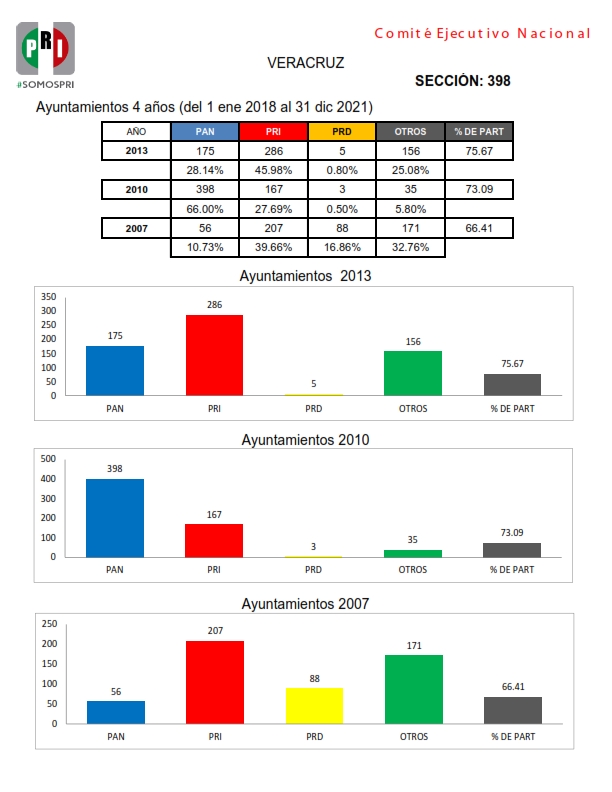 Comité Ejecutivo Nacional
PRI
#SOMOSPRI
VERACRUZ
SECCIÓN: 398
Ayuntamientos 4 años (del 1 ene 2018 al 31 dic 2021)
AÑO PAN PRI PRD OTROS % DE PART
2013 175 286 5 156 75.67
28.14% 45.98% 0.80% 25.08%
2010 398 167 3 35 73.09
66.00% 27.69% 0.50% 5.80%
2007 56 207 88 171 66.41
10.73% 39.66% 16.86% 32.76%
Ayuntamientos 2013
350
300
250
200
150
100
50
0
175 286 5 156 75.67
PAN PRI PRD OTROS % DE PART
Ayuntamientos 2010
500
400
300
200
100
0
398 167 3 35 73.09
PAN PRI PRD OTROS % DE PART
Ayuntamientos 2007
250
200
150
100
50
0
56 207 88 171 66.41
PAN PRI PRD OTROS % DE PART